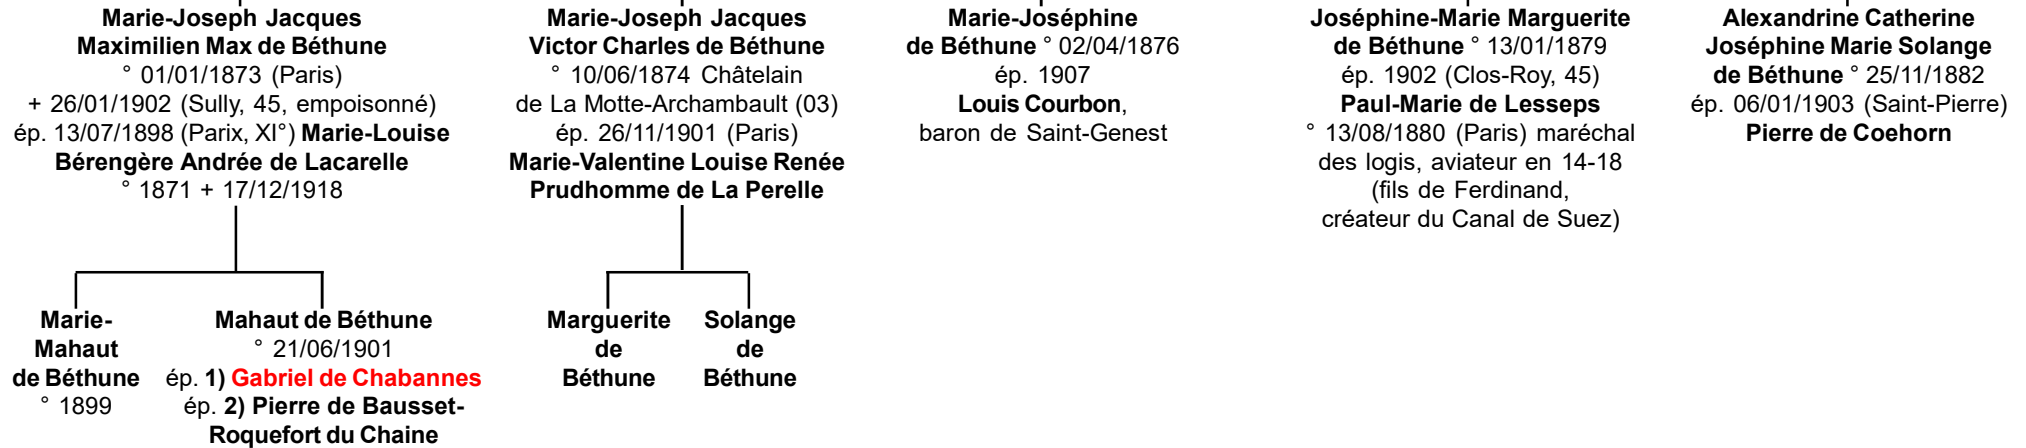 Marie-Joseph Jacques
Maximilien Max de Béthune
° 01/01/1873 (Paris)
+ 26/01/1902 (Sully, 45, empoisonné)
ép. 13/07/1898 (Parix, XI°) Marie-Louise
Bérengère Andrée de Lacarelle
° 1871 + 17/12/1918
Marie-Joseph Jacques
Victor Charles de Béthune
° 10/06/1874 Châtelain
de La Motte-Archambault (03)
ép. 26/11/1901 (Paris)
Marie-Valentine Louise Renée
Prudhomme de La Perelle
Marie-Joséphine
de Béthune ° 02/04/1876
ép. 1907
Louis Courbon,
baron de Saint-Genest
Joséphine-Marie Marguerite
de Béthune ° 13/01/1879
ép. 1902 (Clos-Roy, 45)
Paul-Marie de Lesseps
° 13/08/1880 (Paris) maréchal
des logis, aviateur en 14-18
(fils de Ferdinand,
créateur du Canal de Suez)
Alexandrine Catherine
Joséphine Marie Solange
de Béthune ° 25/11/1882
ép. 06/01/1903 (Saint-Pierre)
Pierre de Coehorn
Marie-
Mahaut
de Béthune
° 1899
Mahaut de Béthune
° 21/06/1901
ép. 1) Gabriel de Chabannes
ép. 2) Pierre de Bausset-
Roquefort du Chaine
Marguerite
de
Béthune
Solange
de
Béthune